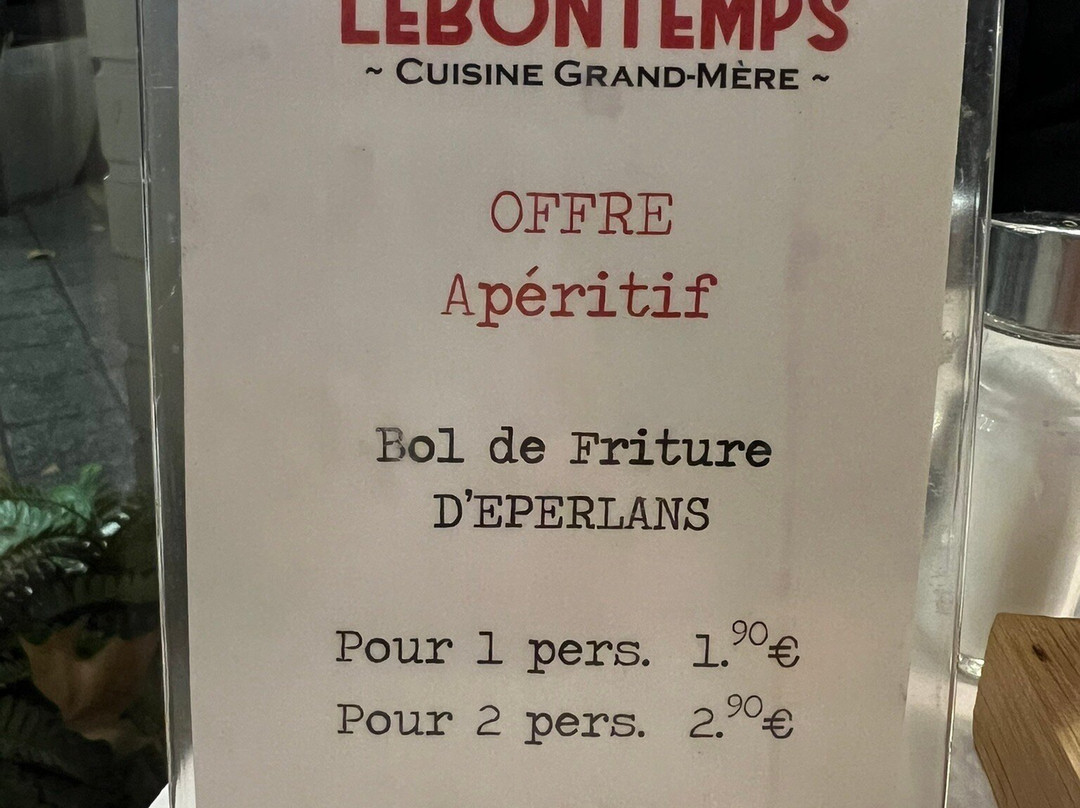 LEBONTEMPS
~ CUISINE GRAND-MÈRE ~
OFFRE
Apéritif
Bol de Friture
D'EPERLANS
Pour 1 pers. 1.90€
Pour 2 pers. 2.90€